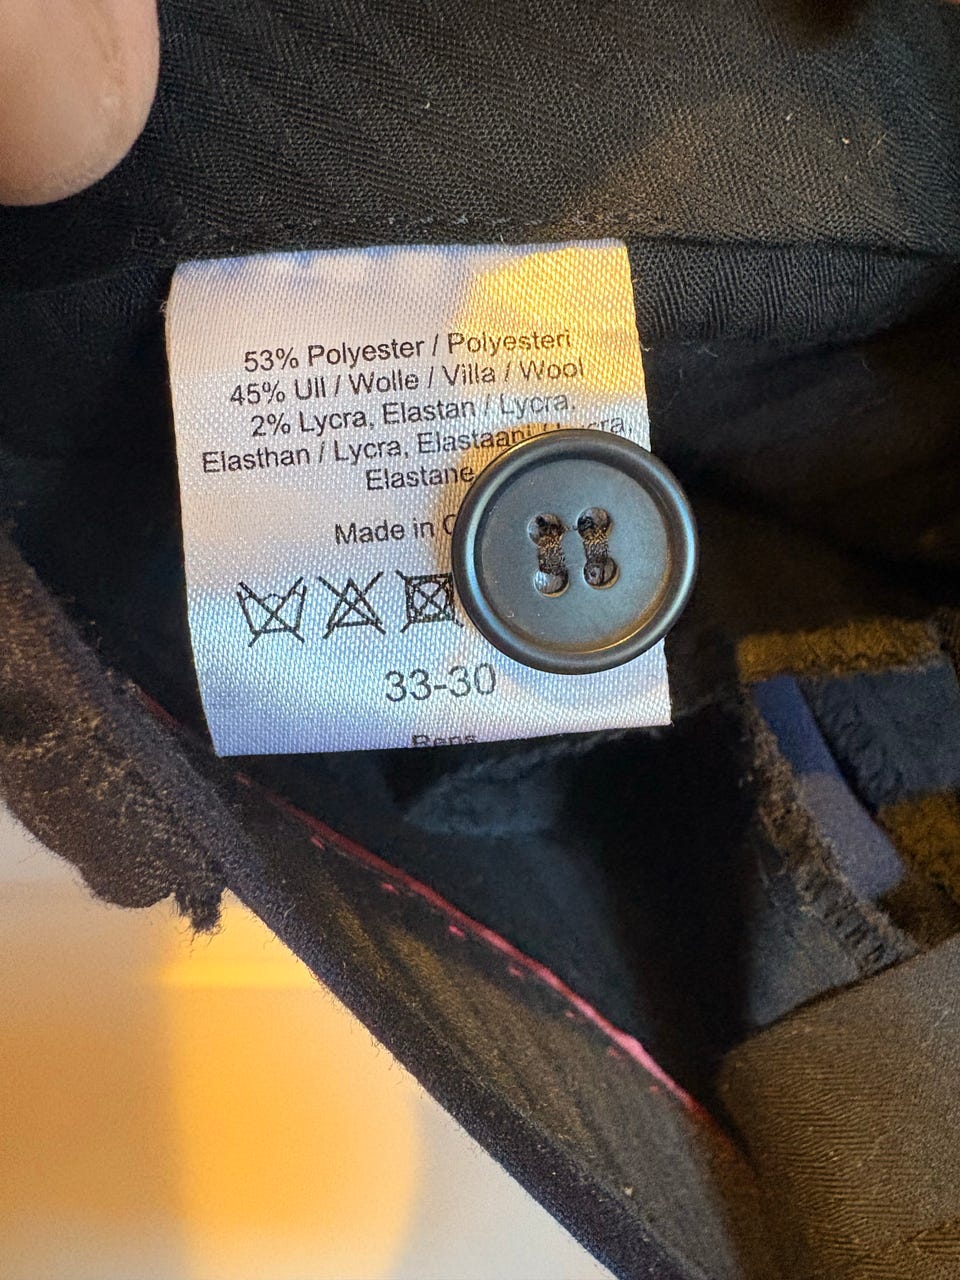 53% Polyester / Polyesteri
45% Ull / Wolle / Villa / Wool
2% Lycra, Elastan / Lycra,
Elasthan / Lycra, Elastaani / Lycra,
Elastane
Made in
33-30